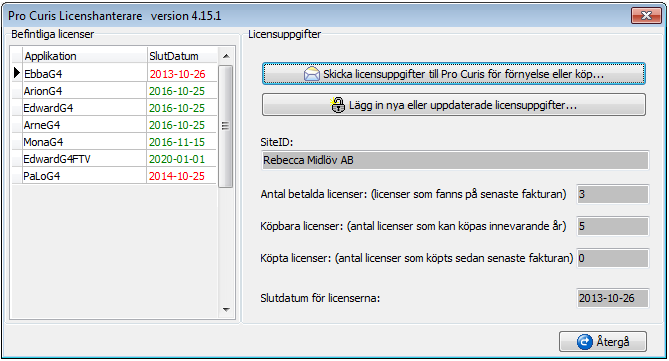 Pro Curis Licenshanterare version 4.15.1
Befintliga licenser
Applikation SlutDatum
EbbaG4 2013-10-26
ArionG4 2016-10-25
EdwardG4 2016-10-25
ArneG4 2016-10-25
MonaG4 2016-11-15
EdwardG4FTV 2020-01-01
PaLoG4 2014-10-25
Licensuppgifter
Skicka licensuppgifter till Pro Curis för förnyelse eller köp...
Lägg in nya eller uppdaterade licensuppgifter...
SiteID:
Rebecca Midlöv AB
Antal betalda licenser: (licenser som fanns på senaste fakturan) 3
Köpbara licenser: (antal licenser som kan köpas innevarande år) 5
Köpta licenser: (antal licenser som köpts sedan senaste fakturan) 0
Slutdatum för licenserna: 2013-10-26
Återgå